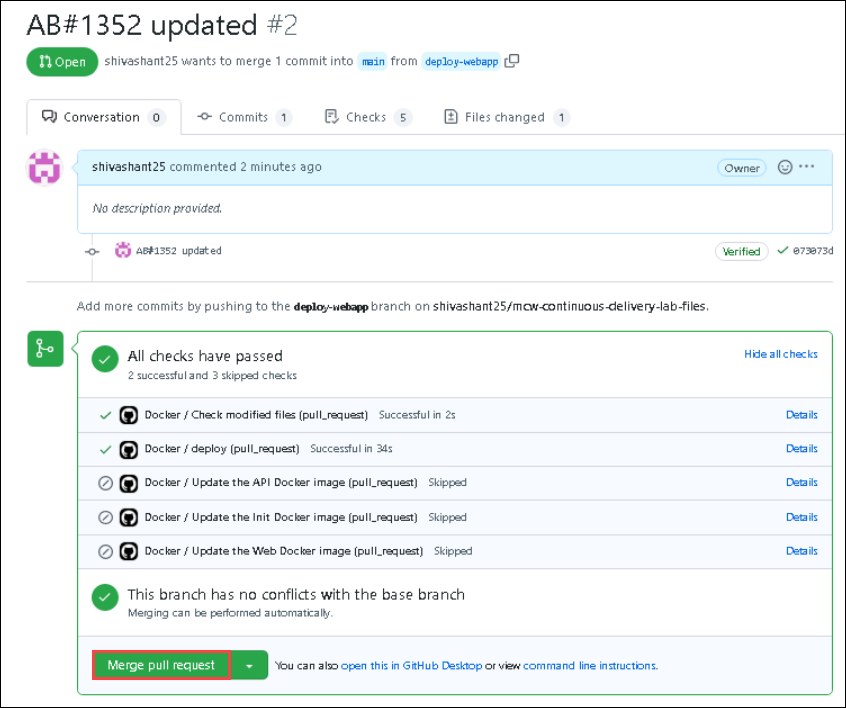 AB#1352 updated #2
Open shivashant25 wants to merge 1 commit into main from deploy-webapp
Conversation 0 Commits 1 Checks 5 Files changed 1
shivashant25 commented 2 minutes ago Owner
No description provided.
AB#1352 updated Verified 073073d
Add more commits by pushing to the deploy-webapp branch on shivashant25/mcw-continuous-delivery-lab-files.
All checks have passed Hide all checks
2 successful and 3 skipped checks
Docker / Check modified files (pull_request) Successful in 2s Details
Docker / deploy (pull_request) Successful in 34s Details
Docker / Update the API Docker image (pull_request) Skipped Details
Docker / Update the Init Docker image (pull_request) Skipped Details
Docker / Update the Web Docker image (pull_request) Skipped Details
This branch has no conflicts with the base branch
Merging can be performed automatically.
Merge pull request You can also open this in GitHub Desktop or view command line instructions.